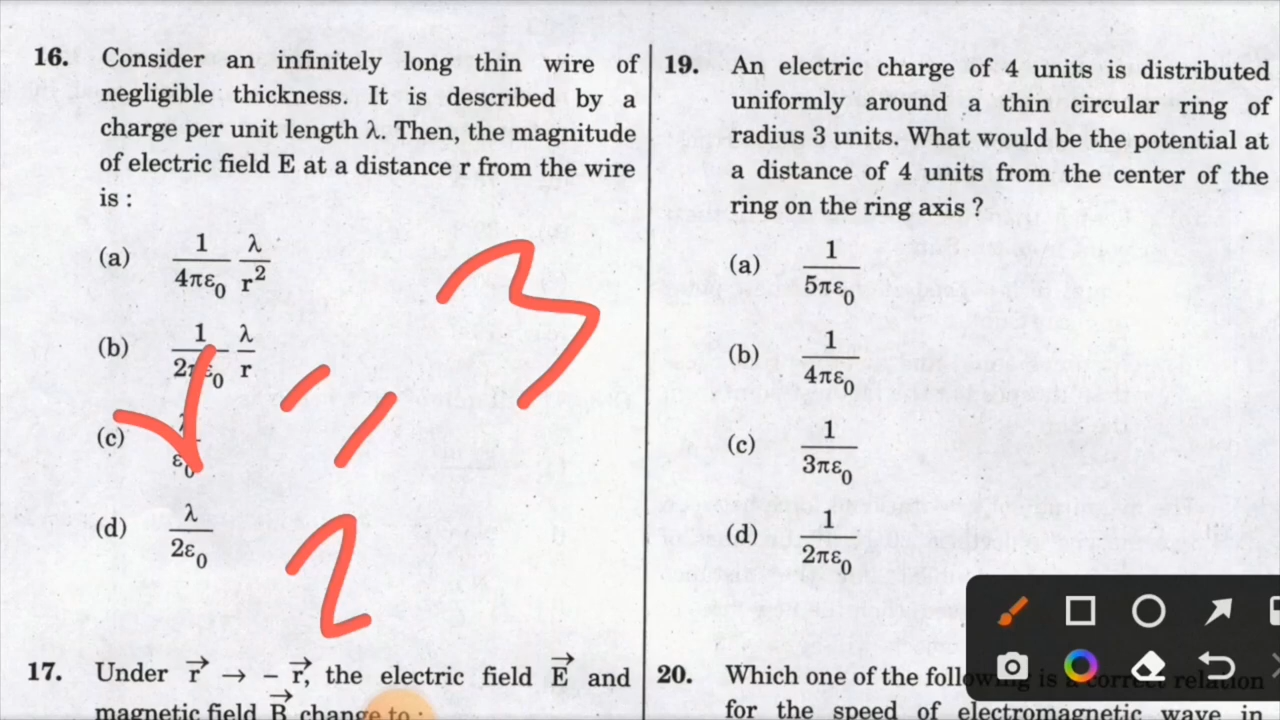 16. Consider an infinitely long thin wire of
negligible thickness. It is described by a
charge per unit length λ. Then, the magnitude
of electric field E at a distance r from the wire
is :
(a) 1/4πε₀ λ/r²
(b) 1/2πε₀ λ/r
(c) λ/ε₀
(d) λ/2ε₀
17. Under r⃗ → – r⃗, the electric field E⃗ and
magnetic field B⃗ change to :
19. An electric charge of 4 units is distributed
uniformly around a thin circular ring of
radius 3 units. What would be the potential at
a distance of 4 units from the center of the
ring on the ring axis ?
(a) 1/5πε₀
(b) 1/4πε₀
(c) 1/3πε₀
(d) 1/2πε₀
20. Which one of the following is a correct relation
for the speed of electromagnetic wave in
3
2